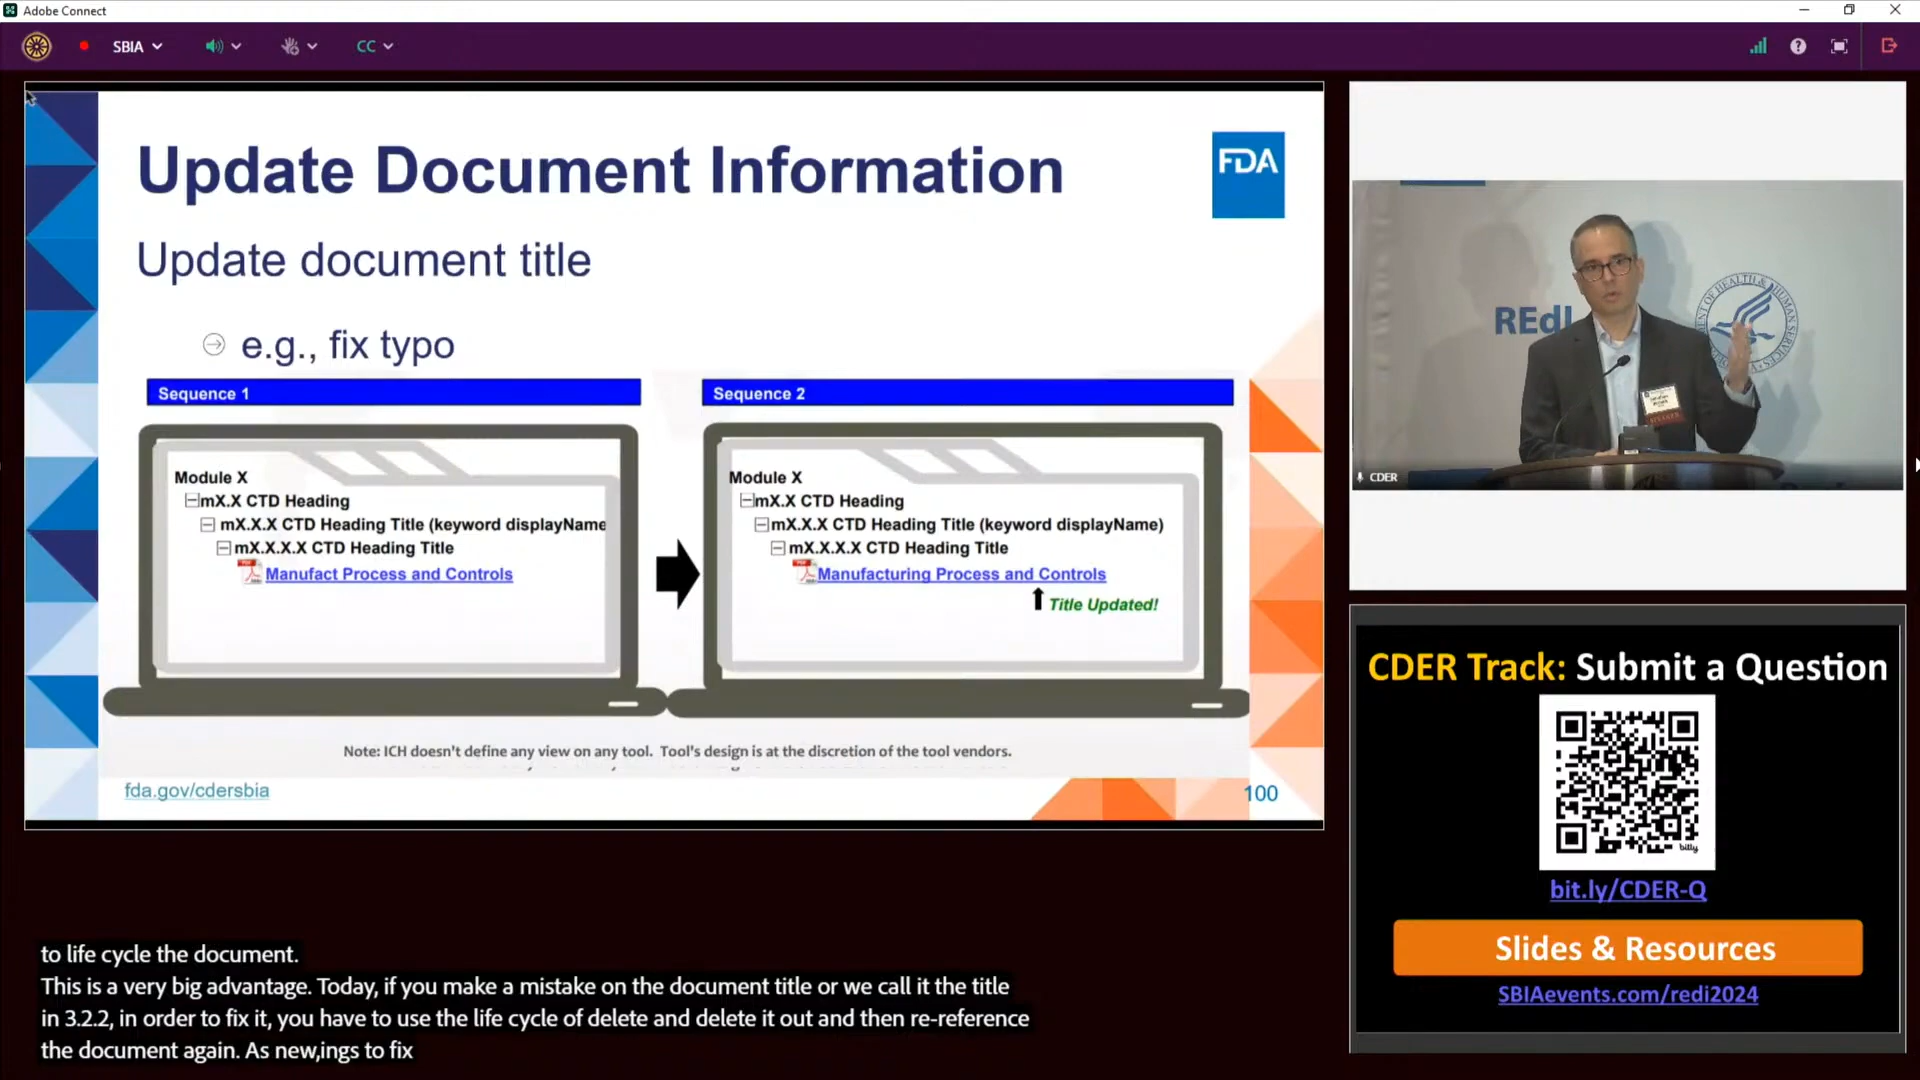 Adobe Connect
SBIA
CC
Update Document Information
FDA
Update document title
e.g., fix typo
Sequence 1
Module X
mX.X CTD Heading
mX.X.X CTD Heading Title (keyword displayName
mX.X.X.X CTD Heading Title
Manufact Process and Controls
Sequence 2
Module X
mX.X CTD Heading
mX.X.X CTD Heading Title (keyword displayName)
mX.X.X.X CTD Heading Title
Manufacturing Process and Controls
Title Updated!
Note: ICH doesn't define any view on any tool. Tool's design is at the discretion of the tool vendors.
fda.gov/cdersbia
100
REdI
CDER
CDER Track: Submit a Question
bitly
bit.ly/CDER-Q
Slides & Resources
SBIAevents.com/redi2024
to life cycle the document.
This is a very big advantage. Today, if you make a mistake on the document title or we call it the title
in 3.2.2, in order to fix it, you have to use the life cycle of delete and delete it out and then re-reference
the document again. As new,ings to fix